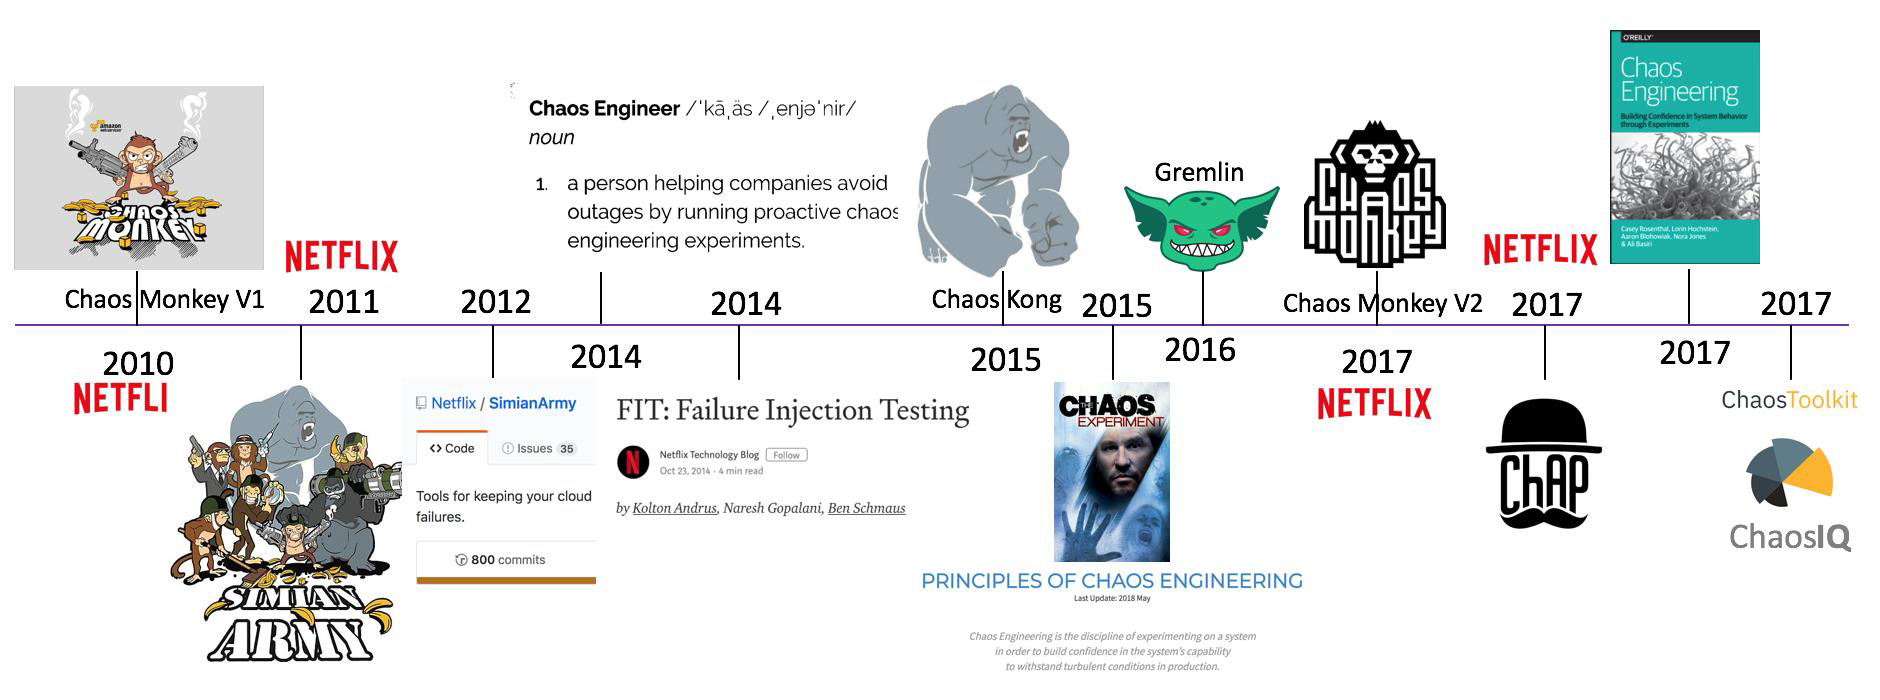 amazon
webservices
CHAOS
MONKEY
Chaos Monkey V1
2010
NETFLI
NETFLIX
2011
SIMIAN
ARMY
2012
Netflix / SimianArmy
Code
Issues 35
Tools for keeping your cloud
failures.
800 commits
Chaos Engineer /ˈkāˌäs /ˌenjəˈnir/
noun
1. a person helping companies avoid
outages by running proactive chaos
engineering experiments.
2014
2014
FIT: Failure Injection Testing
N
Netflix Technology Blog Follow
Oct 23, 2014 · 4 min read
by Kolton Andrus, Naresh Gopalani, Ben Schmaus
Chaos Kong
2015
2015
THE
CHAOS
EXPERIMENT
PRINCIPLES OF CHAOS ENGINEERING
Last Update: 2018 May
Chaos Engineering is the discipline of experimenting on a system
in order to build confidence in the system's capability
to withstand turbulent conditions in production.
Gremlin
2016
CHAOS
MONKEY
Chaos Monkey V2
2017
NETFLIX
NETFLIX
2017
CHAP
O'REILLY
Chaos
Engineering
Building Confidence in System Behavior
through Experiments
Casey Rosenthal, Lorin Hochstein,
Aaron Blohowiak, Nora Jones
& Ali Basiri
2017
2017
ChaosToolkit
ChaosIQ